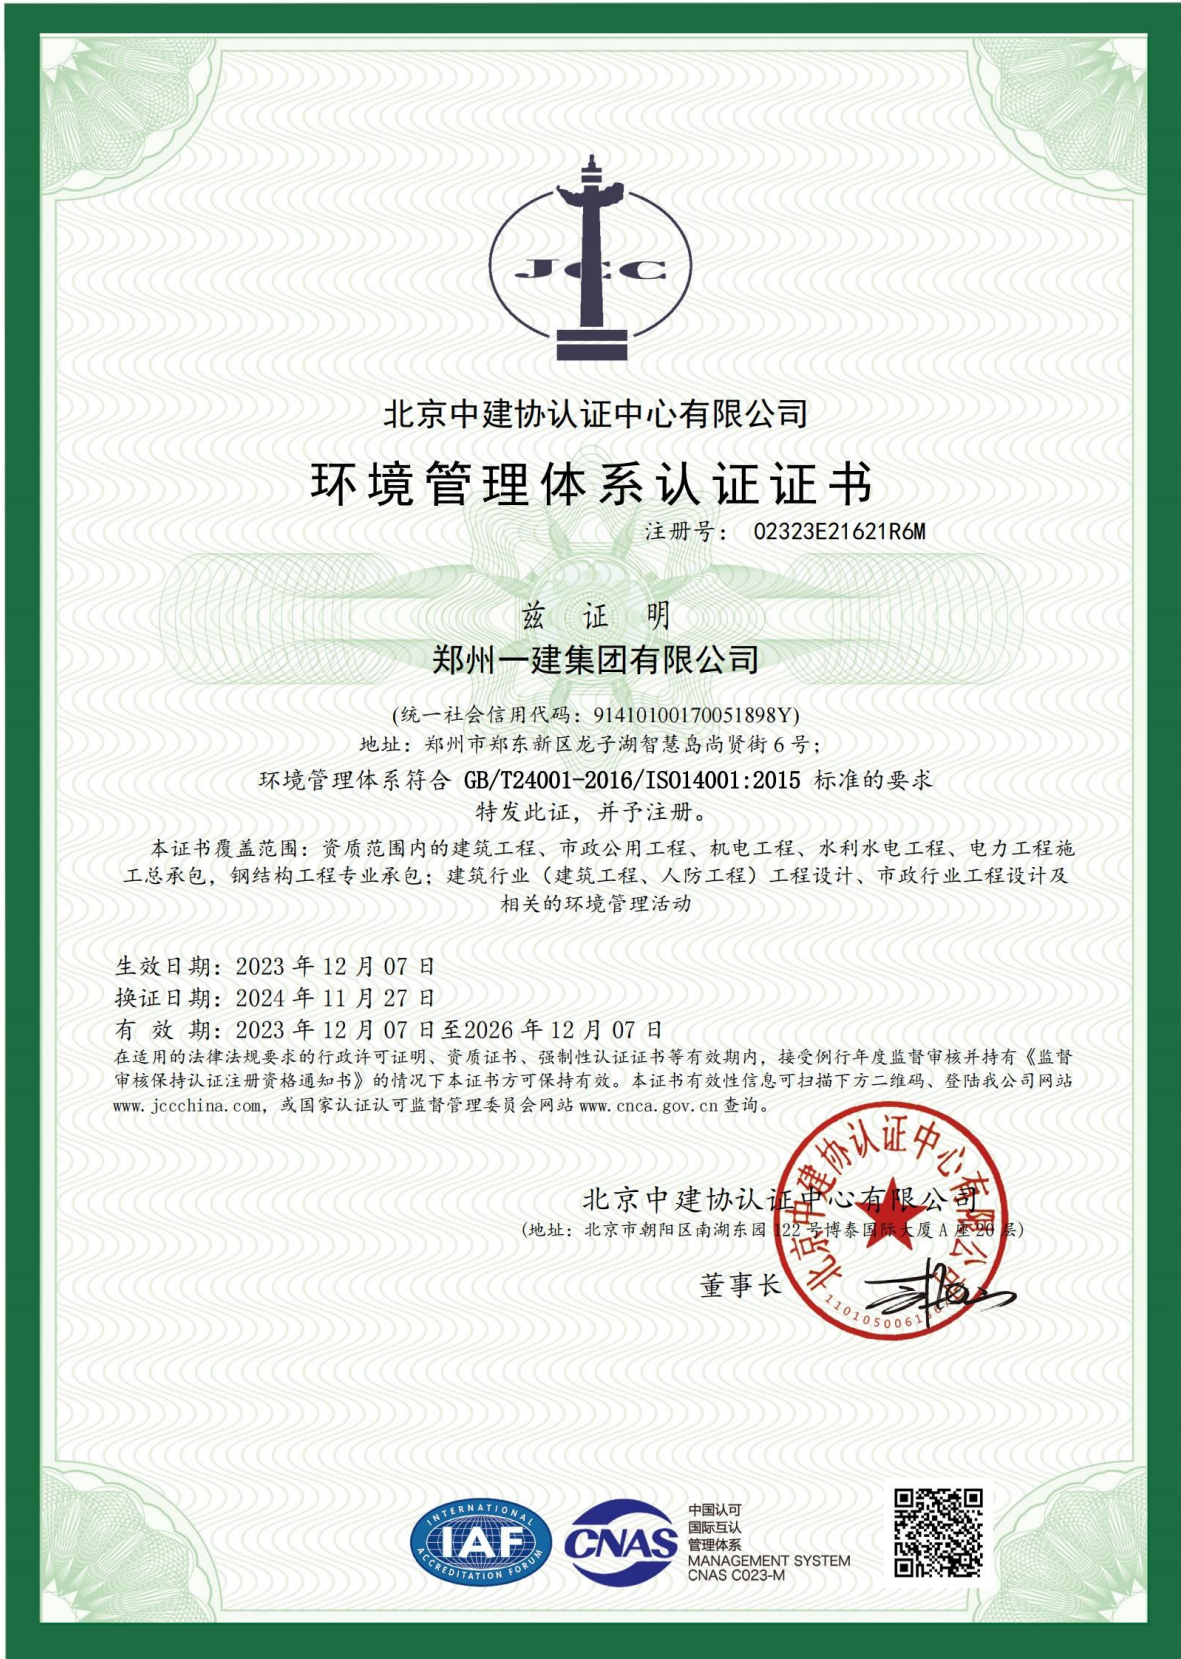 JCC
北京中建协认证中心有限公司
环境管理体系认证证书
注册号： 02323E21621R6M
兹 证 明
郑州一建集团有限公司
(统一社会信用代码：91410100170051898Y)
地址：郑州市郑东新区龙子湖智慧岛尚贤街 6 号；
环境管理体系符合 GB/T24001-2016/ISO14001:2015 标准的要求
特发此证，并予注册。
本证书覆盖范围：资质范围内的建筑工程、市政公用工程、机电工程、水利水电工程、电力工程施
工总承包，钢结构工程专业承包；建筑行业（建筑工程、人防工程）工程设计、市政行业工程设计及
相关的环境管理活动
生效日期：2023 年 12 月 07 日
换证日期：2024 年 11 月 27 日
有 效 期：2023 年 12 月 07 日至2026 年 12 月 07 日
在适用的法律法规要求的行政许可证明、资质证书、强制性认证证书等有效期内，接受例行年度监督审核并持有《监督
审核保持认证注册资格通知书》的情况下本证书方可保持有效。本证书有效性信息可扫描下方二维码、登陆我公司网站
www.jccchina.com，或国家认证认可监督管理委员会网站 www.cnca.gov.cn 查询。
北京中建协认证中心有限公司
(地址：北京市朝阳区南湖东园 122 号博泰国际大厦 A 座 20 层)
董事长
北京中建协认证中心有限公司
INTERNATIONAL
IAF
ACCREDITATION FORUM
CNAS
中国认可
国际互认
管理体系
MANAGEMENT SYSTEM
CNAS C023-M